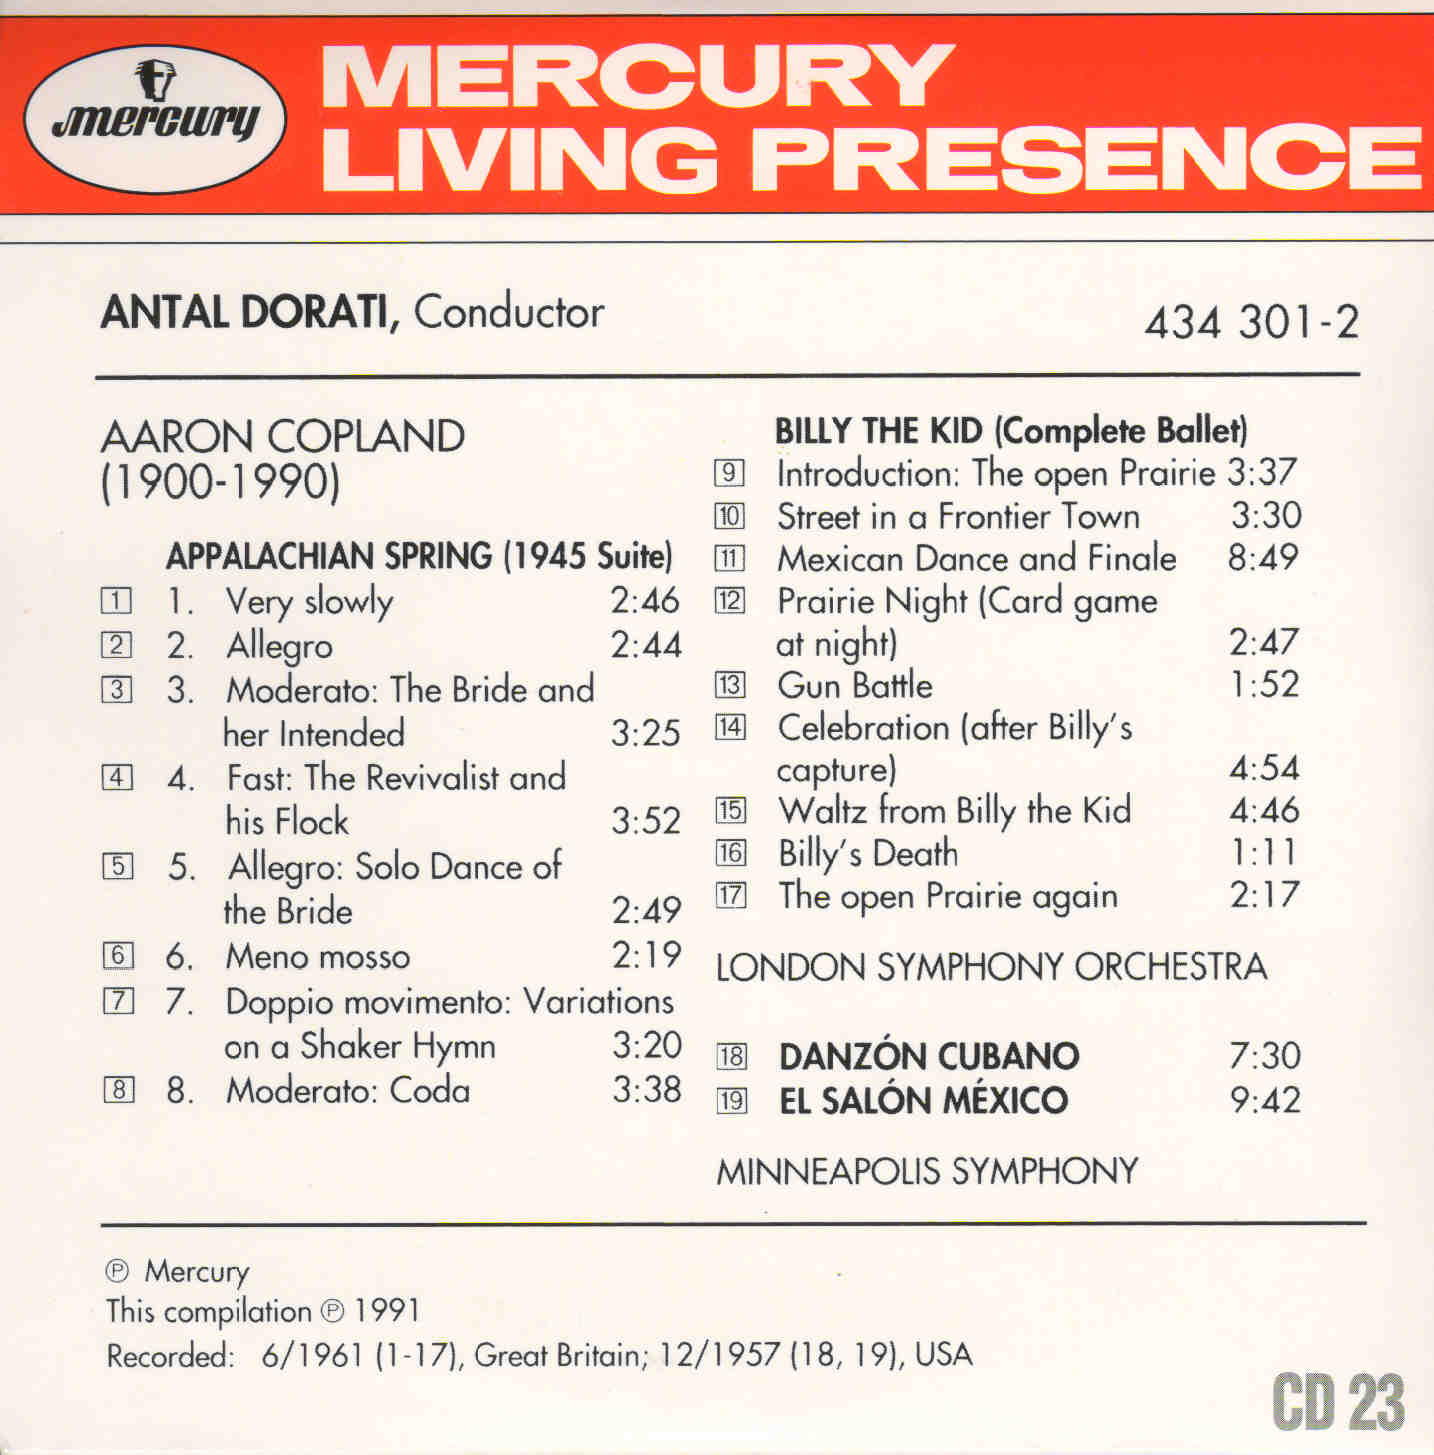 mercury
MERCURY
LIVING PRESENCE
ANTAL DORATI, Conductor
434 301-2
AARON COPLAND
(1900-1990)
APPALACHIAN SPRING (1945 Suite)
1 1. Very slowly 2:46
2 2. Allegro 2:44
3 3. Moderato: The Bride and
her Intended 3:25
4 4. Fast: The Revivalist and
his Flock 3:52
5 5. Allegro: Solo Dance of
the Bride 2:49
6 6. Meno mosso 2:19
7 7. Doppio movimento: Variations
on a Shaker Hymn 3:20
8 8. Moderato: Coda 3:38
BILLY THE KID (Complete Ballet)
9 Introduction: The open Prairie 3:37
10 Street in a Frontier Town 3:30
11 Mexican Dance and Finale 8:49
12 Prairie Night (Card game
at night) 2:47
13 Gun Battle 1:52
14 Celebration (after Billy's
capture) 4:54
15 Waltz from Billy the Kid 4:46
16 Billy's Death 1:11
17 The open Prairie again 2:17
LONDON SYMPHONY ORCHESTRA
18 DANZÓN CUBANO 7:30
19 EL SALÓN MÉXICO 9:42
MINNEAPOLIS SYMPHONY
Ⓟ Mercury
This compilation Ⓟ 1991
Recorded: 6/1961 (1-17), Great Britain; 12/1957 (18, 19), USA
CD 23